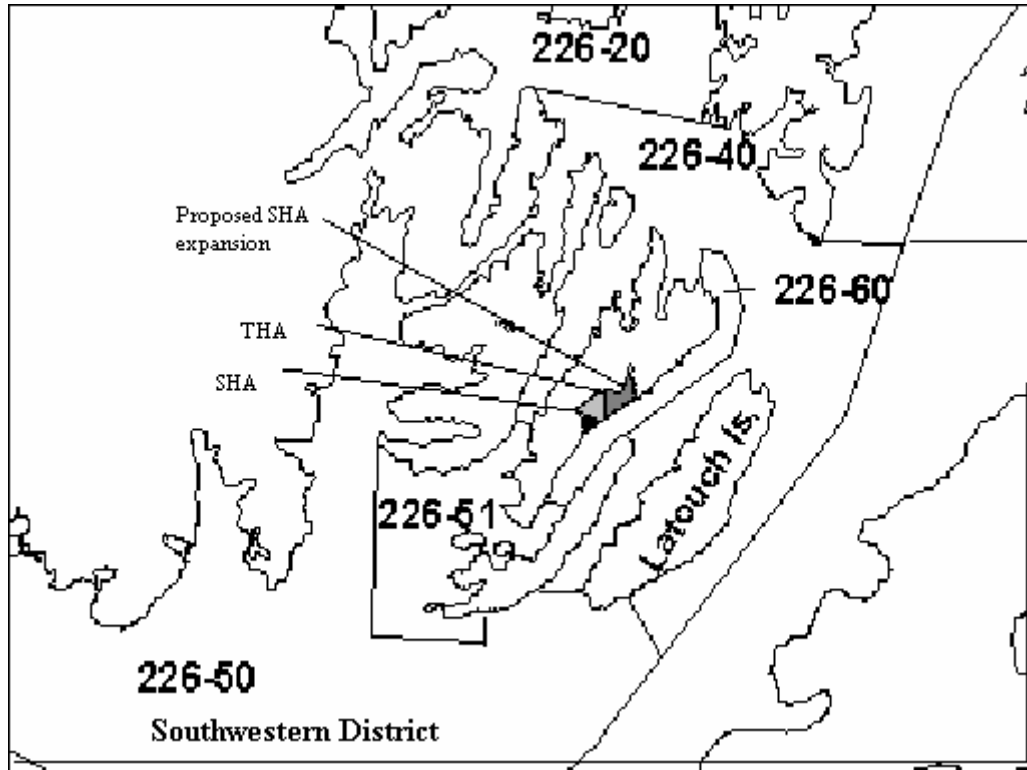 226-20
226-40
Proposed SHA
expansion
226-60
THA
SHA
Latouch Is.
226-51
226-50
Southwestern District